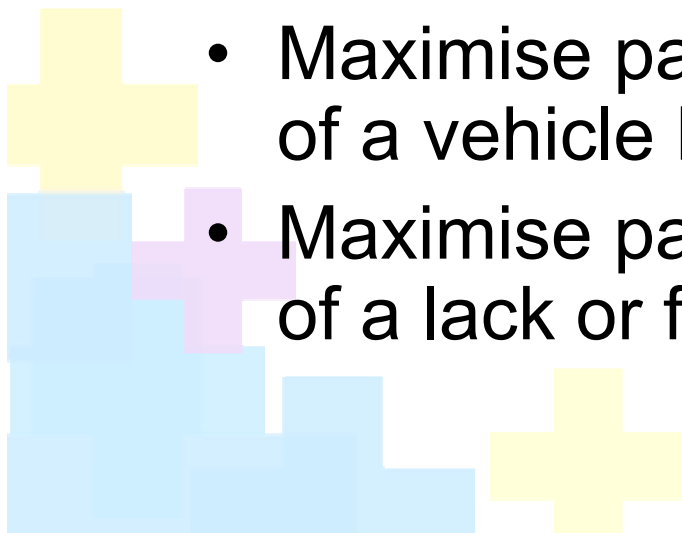 • Maximise pa
of a vehicle
• Maximise pa
of a lack or f